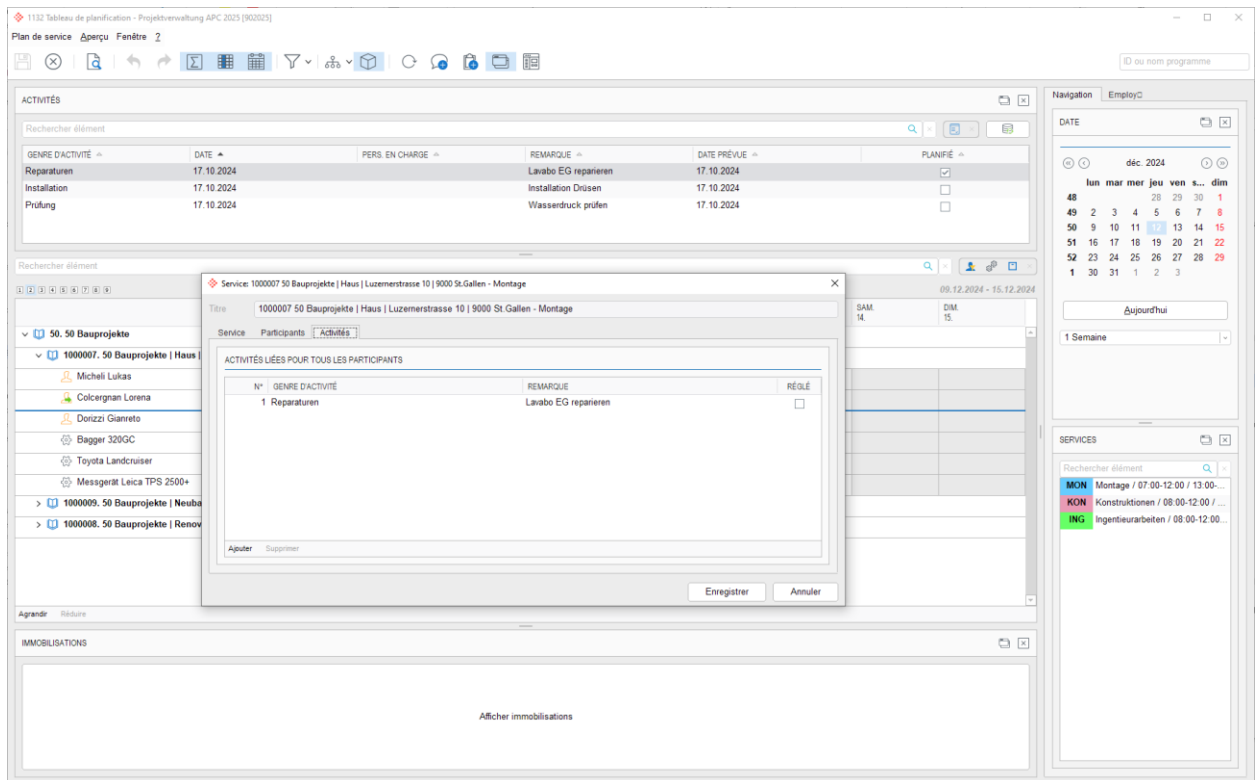 1132 Tableau de planification - Projektverwaltung APC 2025 [902025]
Plan de service Aperçu Fenêtre ?
ID ou nom programme
ACTIVITÉS
Rechercher élément
GENRE D'ACTIVITÉ DATE PERS. EN CHARGE REMARQUE DATE PRÉVUE PLANIFIÉ
Reparaturen 17.10.2024 Lavabo EG reparieren 17.10.2024
Installation 17.10.2024 Installation Drüsen 17.10.2024
Prüfung 17.10.2024 Wasserdruck prüfen 17.10.2024
Rechercher élément
1 2 3 4 5 6 7 8 9
09.12.2024 - 15.12.2024
SAM. 14.
DIM. 15.
50. 50 Bauprojekte
1000007. 50 Bauprojekte | Haus |
Micheli Lukas
Colcergnan Lorena
Dorizzi Gianreto
Bagger 320GC
Toyota Landcruiser
Messgerät Leica TPS 2500+
1000009. 50 Bauprojekte | Neuba
1000008. 50 Bauprojekte | Renov
Agrandir Réduire
Service: 1000007 50 Bauprojekte | Haus | Luzernerstrasse 10 | 9000 St.Gallen - Montage
Titre 1000007 50 Bauprojekte | Haus | Luzernerstrasse 10 | 9000 St.Gallen - Montage
Service Participants Activités
ACTIVITÉS LIÉES POUR TOUS LES PARTICIPANTS
N° GENRE D'ACTIVITÉ REMARQUE RÉGLÉ
1 Reparaturen Lavabo EG reparieren
Ajouter Supprimer
Enregistrer Annuler
IMMOBILISATIONS
Afficher immobilisations
Navigation Employ
DATE
déc. 2024
lun mar mer jeu ven s... dim
48 28 29 30 1
49 2 3 4 5 6 7 8
50 9 10 11 12 13 14 15
51 16 17 18 19 20 21 22
52 23 24 25 26 27 28 29
1 30 31 1 2 3
Aujourd'hui
1 Semaine
SERVICES
Rechercher élément
MON Montage / 07:00-12:00 / 13:00-...
KON Konstruktionen / 08:00-12:00 / ...
ING Ingentieurarbeiten / 08:00-12:00...